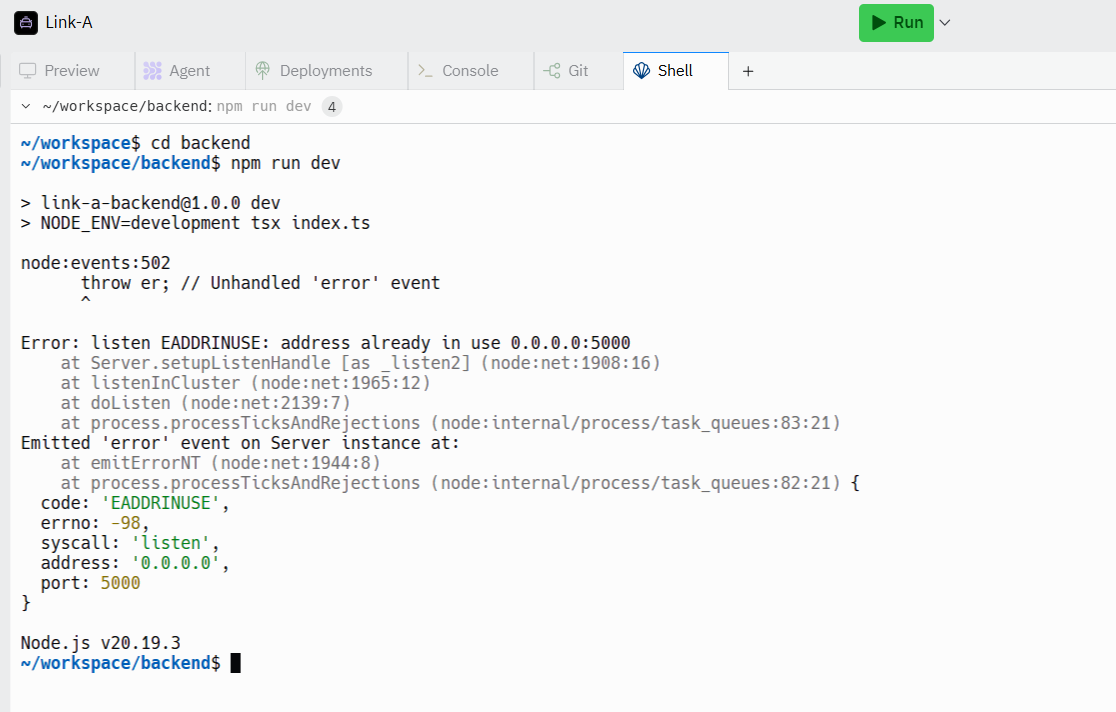 Link-A
Run
Preview
Agent
Deployments
Console
Git
Shell
~/workspace/backend: npm run dev 4
~/workspace$ cd backend
~/workspace/backend$ npm run dev
> link-a-backend@1.0.0 dev
> NODE_ENV=development tsx index.ts
node:events:502
      throw er; // Unhandled 'error' event
      ^
Error: listen EADDRINUSE: address already in use 0.0.0.0:5000
    at Server.setupListenHandle [as _listen2] (node:net:1908:16)
    at listenInCluster (node:net:1965:12)
    at doListen (node:net:2139:7)
    at process.processTicksAndRejections (node:internal/process/task_queues:83:21)
Emitted 'error' event on Server instance at:
    at emitErrorNT (node:net:1944:8)
    at process.processTicksAndRejections (node:internal/process/task_queues:82:21) {
  code: 'EADDRINUSE',
  errno: -98,
  syscall: 'listen',
  address: '0.0.0.0',
  port: 5000
}
Node.js v20.19.3
~/workspace/backend$